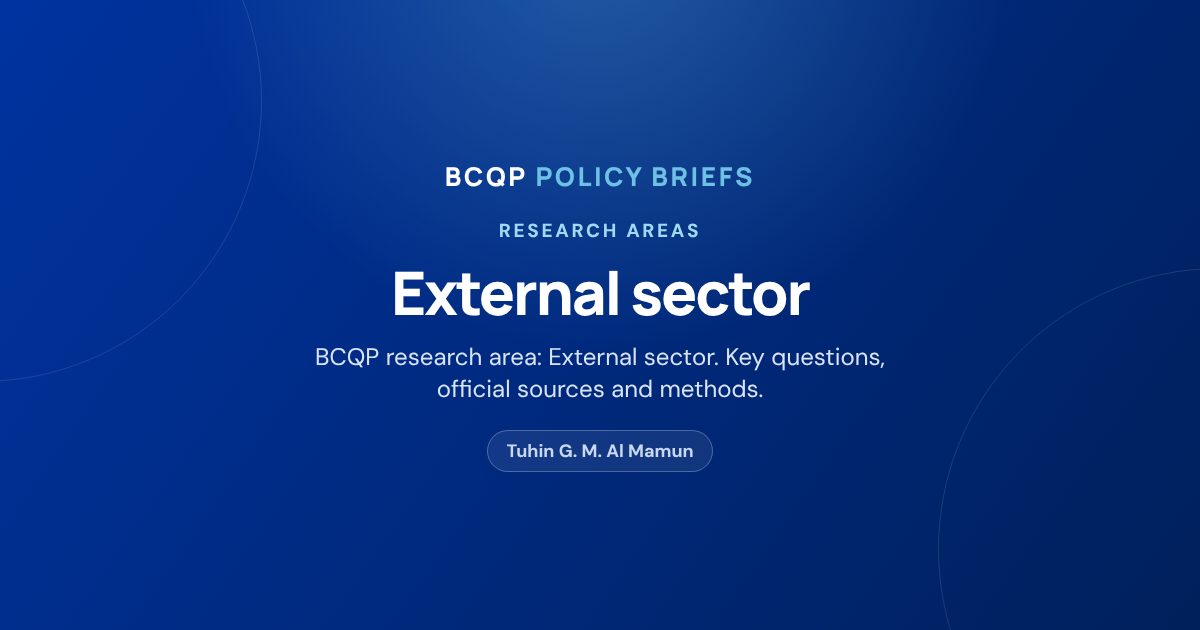 BCQP POLICY BRIEFS
RESEARCH AREAS
External sector
BCQP research area: External sector. Key questions,
official sources and methods.
Tuhin G. M. Al Mamun